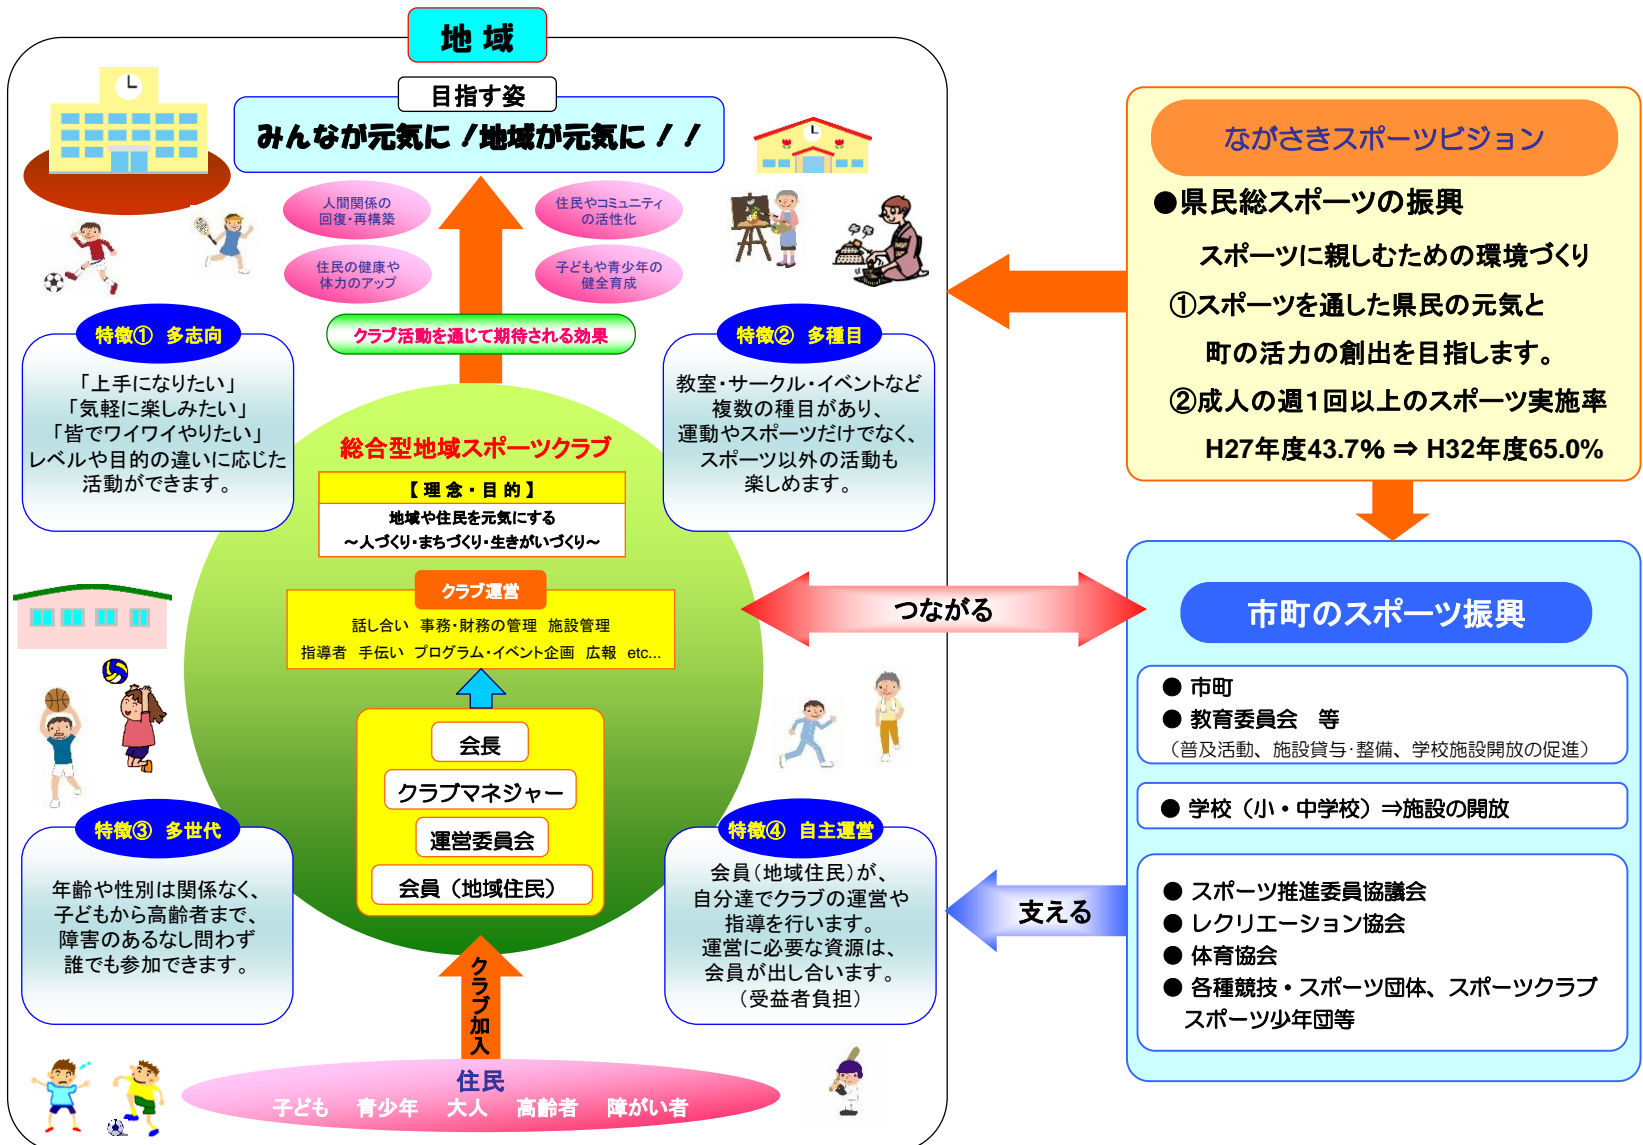 地 域
目指す姿
みんなが元気に！地域が元気に！！
人間関係の
回復・再構築
住民やコミュニティ
の活性化
住民の健康や
体力のアップ
子どもや青少年の
健全育成
クラブ活動を通じて期待される効果
特徴① 多志向
「上手になりたい」
「気軽に楽しみたい」
「皆でワイワイやりたい」
レベルや目的の違いに応じた
活動ができます。
特徴② 多種目
教室・サークル・イベントなど
複数の種目があり、
運動やスポーツだけでなく、
スポーツ以外の活動も
楽しめます。
総合型地域スポーツクラブ
【 理 念 ・ 目 的 】
地域や住民を元気にする
～人づくり・まちづくり・生きがいづくり～
クラブ運営
話し合い 事務・財務の管理 施設管理
指導者 手伝い プログラム・イベント企画 広報 etc...
会長
クラブマネジャー
運営委員会
会員（地域住民）
特徴③ 多世代
年齢や性別は関係なく、
子どもから高齢者まで、
障害のあるなし問わず
誰でも参加できます。
特徴④ 自主運営
会員（地域住民）が、
自分達でクラブの運営や
指導を行います。
運営に必要な資源は、
会員が出し合います。
（受益者負担）
クラブ加入
住民
子ども 青少年 大人 高齢者 障がい者
ながさきスポーツビジョン
●県民総スポーツの振興
スポーツに親しむための環境づくり
①スポーツを通した県民の元気と
町の活力の創出を目指します。
②成人の週１回以上のスポーツ実施率
H27年度43.7% ⇒ H32年度65.0%
つながる
支える
市町のスポーツ振興
● 市町
● 教育委員会 等
（普及活動、施設貸与・整備、学校施設開放の促進）
● 学校（小・中学校）⇒施設の開放
● スポーツ推進委員協議会
● レクリエーション協会
● 体育協会
● 各種競技・スポーツ団体、スポーツクラブ
スポーツ少年団等